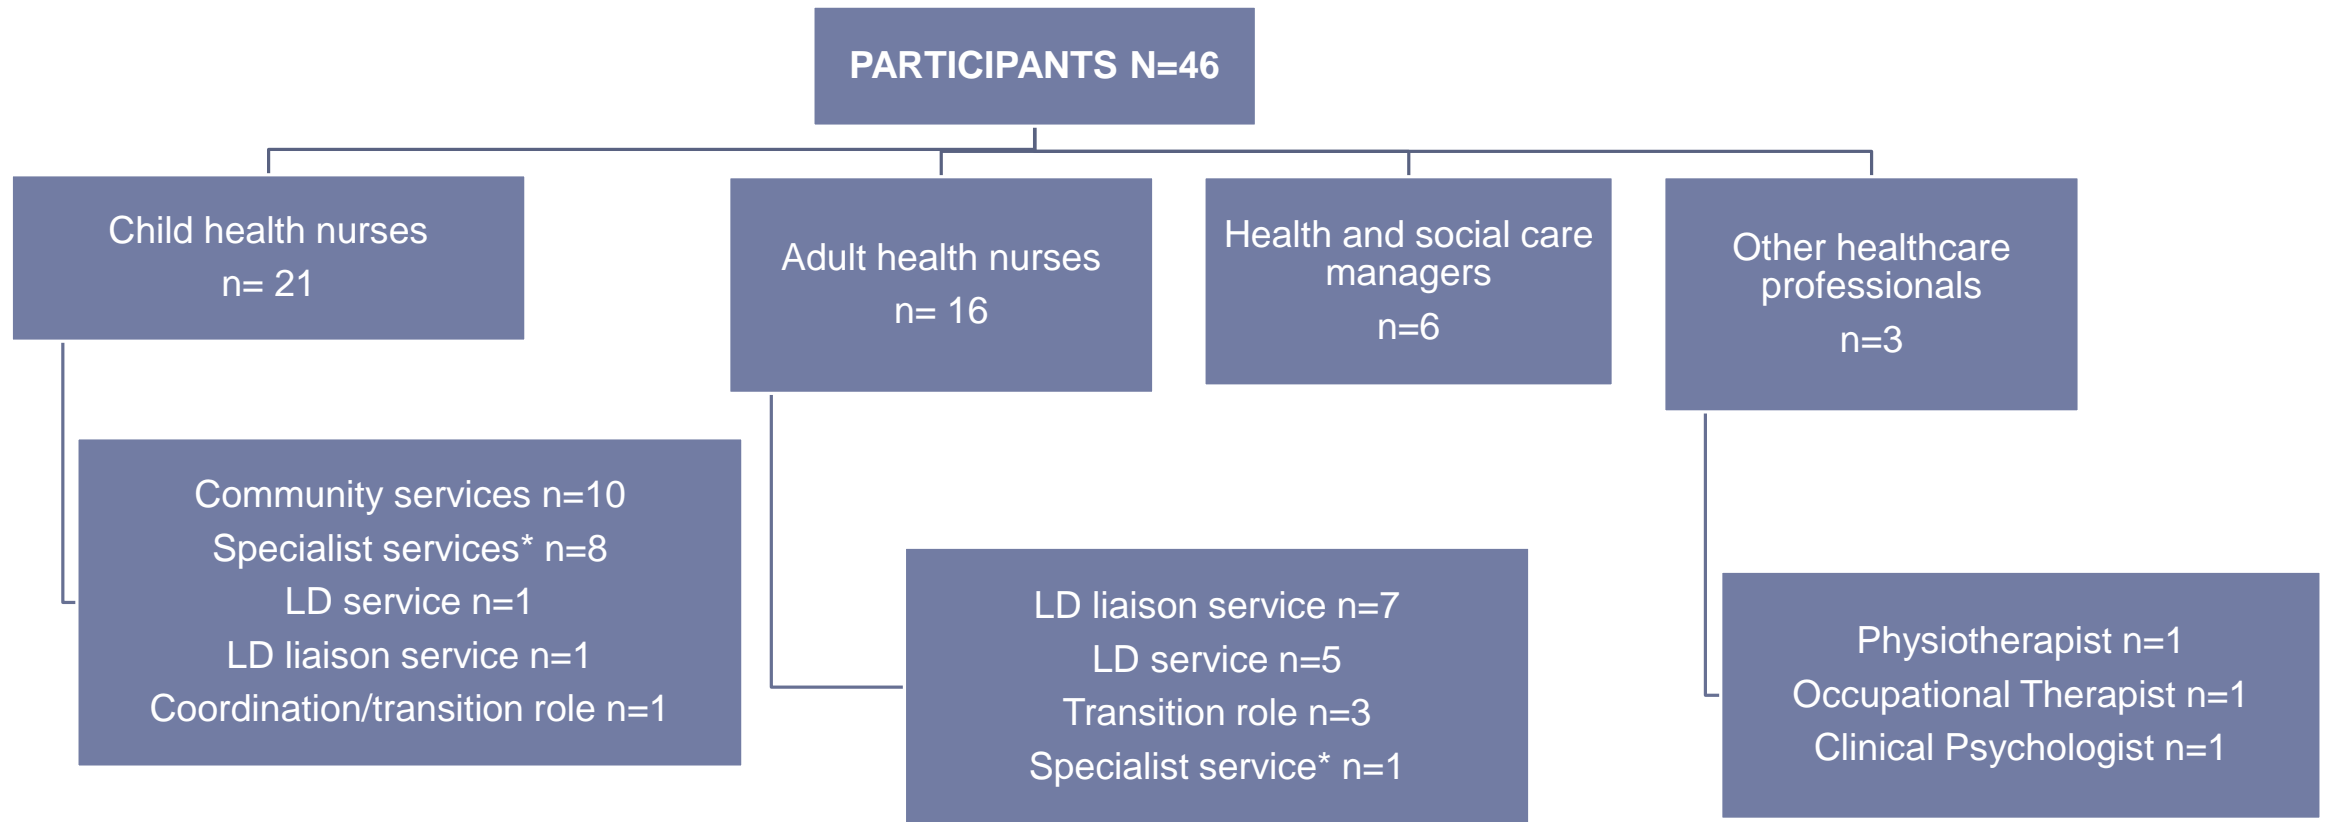 PARTICIPANTS N=46
Child health nurses
n= 21
Adult health nurses
n= 16
Health and social care
managers
n=6
Other healthcare
professionals
n=3
Community services n=10
Specialist services* n=8
LD service n=1
LD liaison service n=1
Coordination/transition role n=1
LD liaison service n=7
LD service n=5
Transition role n=3
Specialist service* n=1
Physiotherapist n=1
Occupational Therapist n=1
Clinical Psychologist n=1